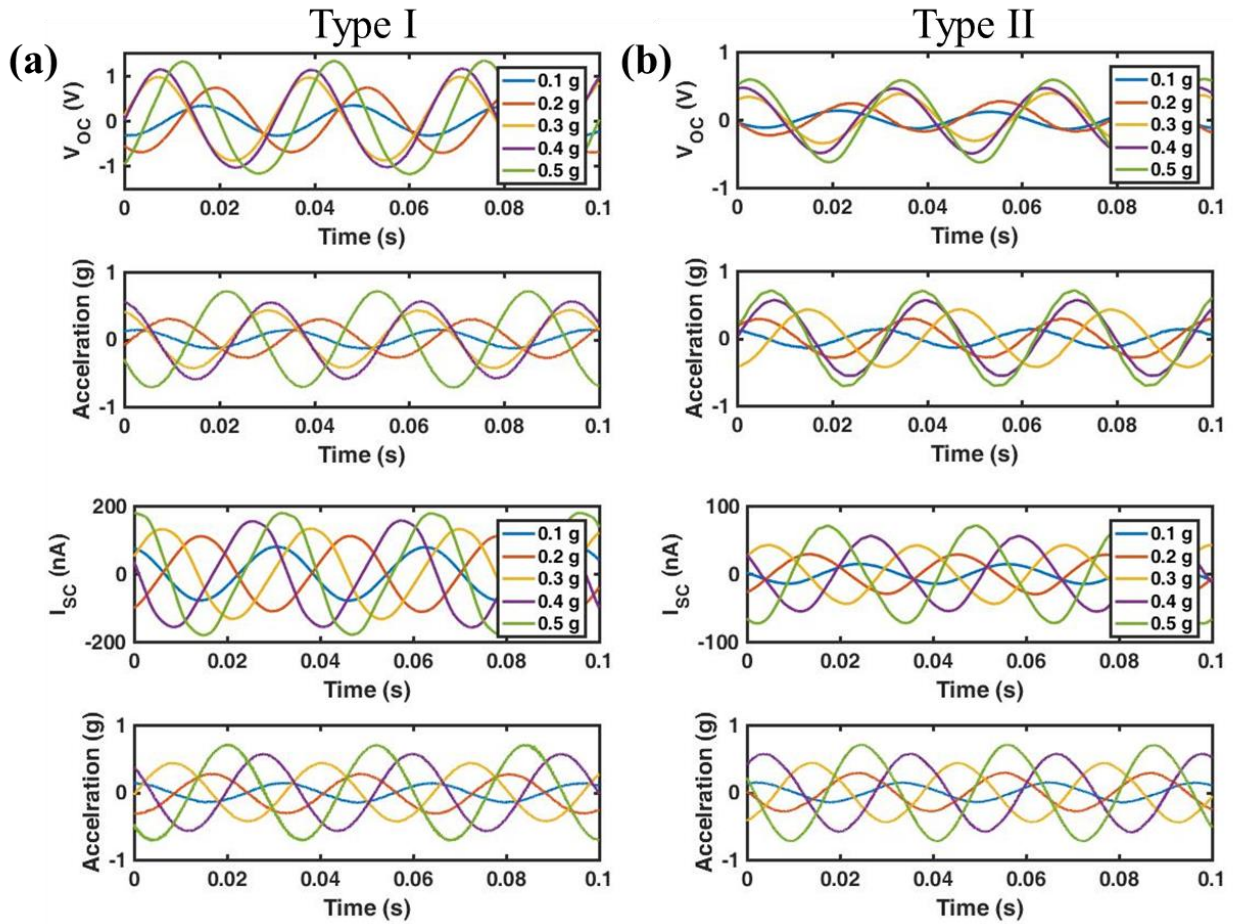 Type I
Type II
(a)
(b)
V_OC (V)
1
0
-1
0.1 g
0.2 g
0.3 g
0.4 g
0.5 g
0 0.02 0.04 0.06 0.08 0.1
Time (s)
V_OC (V)
1
0
-1
0.1 g
0.2 g
0.3 g
0.4 g
0.5 g
0 0.02 0.04 0.06 0.08 0.1
Time (s)
Accelration (g)
1
0
-1
0 0.02 0.04 0.06 0.08 0.1
Time (s)
Accelration (g)
1
0
-1
0 0.02 0.04 0.06 0.08 0.1
Time (s)
I_SC (nA)
200
0
-200
0.1 g
0.2 g
0.3 g
0.4 g
0.5 g
0 0.02 0.04 0.06 0.08 0.1
Time (s)
I_SC (nA)
100
0
-100
0.1 g
0.2 g
0.3 g
0.4 g
0.5 g
0 0.02 0.04 0.06 0.08 0.1
Time (s)
Accelration (g)
1
0
-1
0 0.02 0.04 0.06 0.08 0.1
Time (s)
Accelration (g)
1
0
-1
0 0.02 0.04 0.06 0.08 0.1
Time (s)